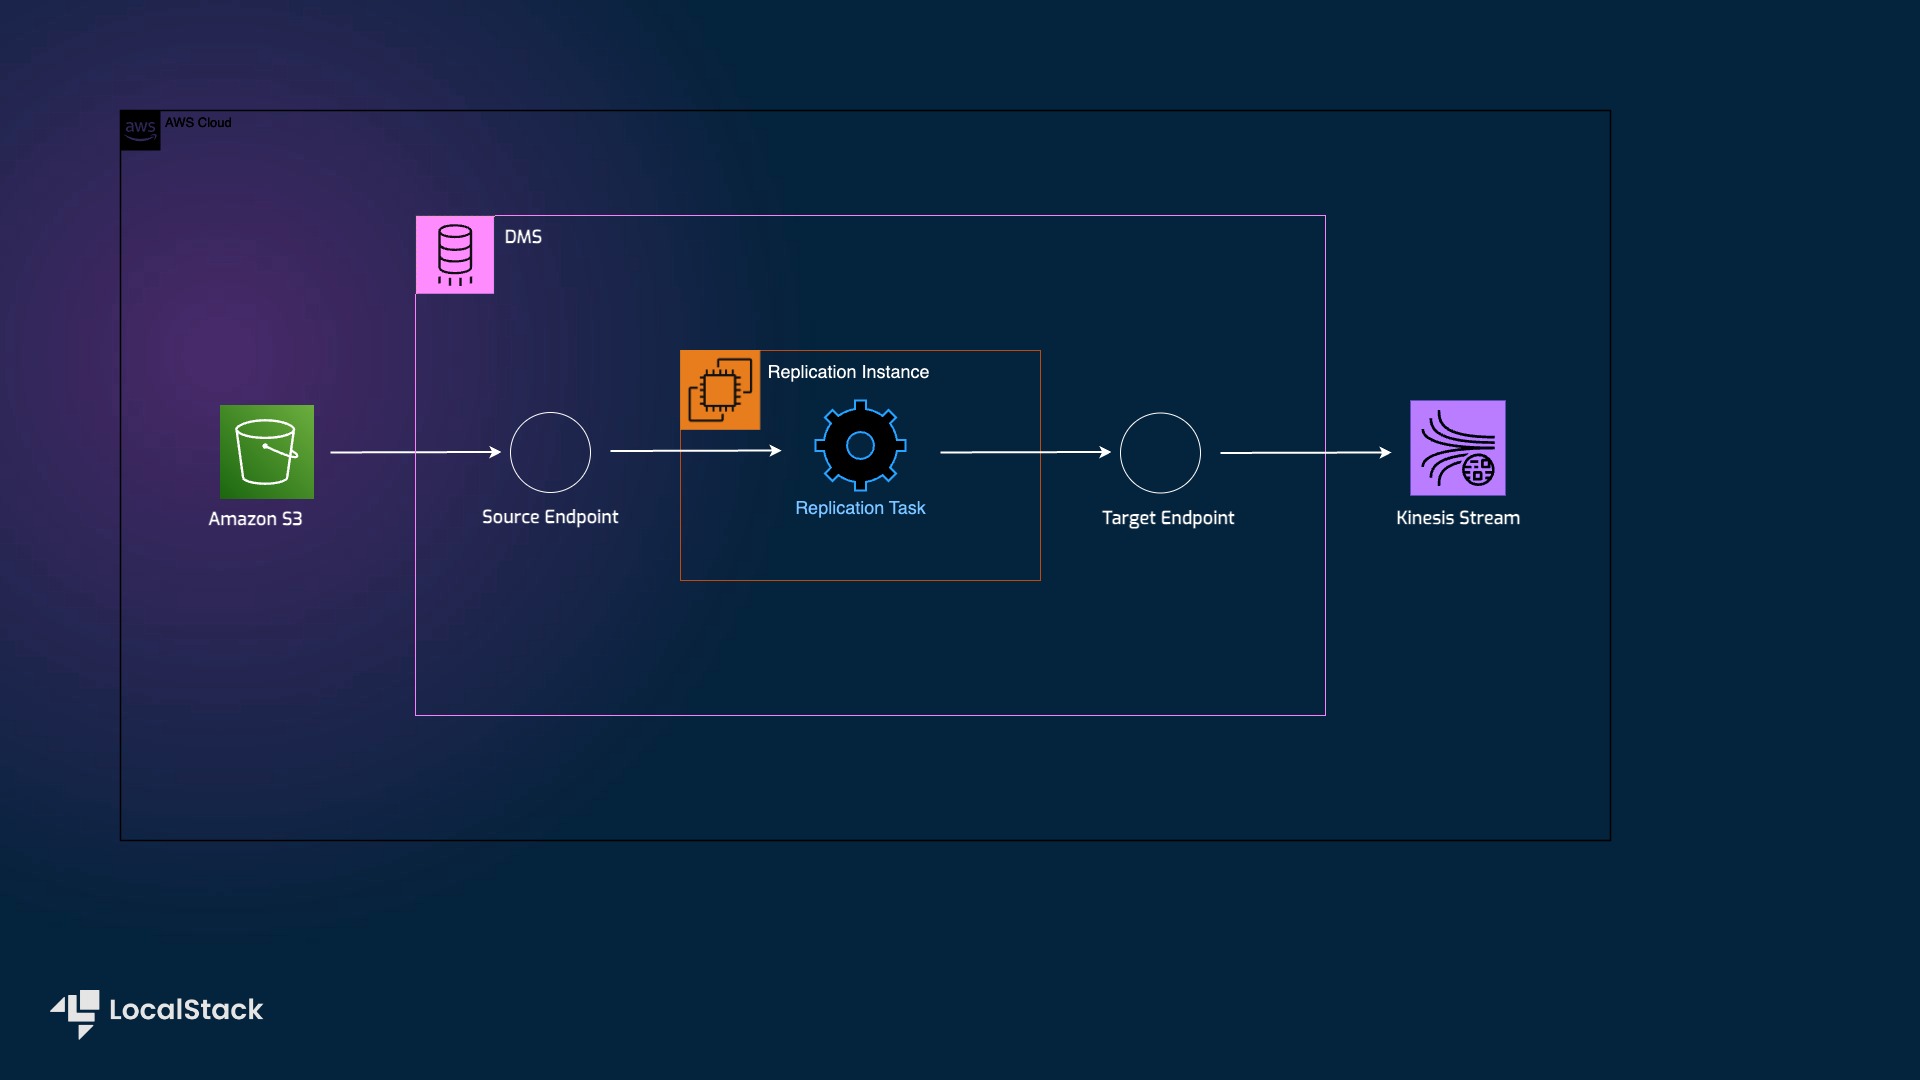 aws
AWS Cloud
DMS
Replication Instance
Replication Task
Amazon S3
Source Endpoint
Target Endpoint
Kinesis Stream
LocalStack